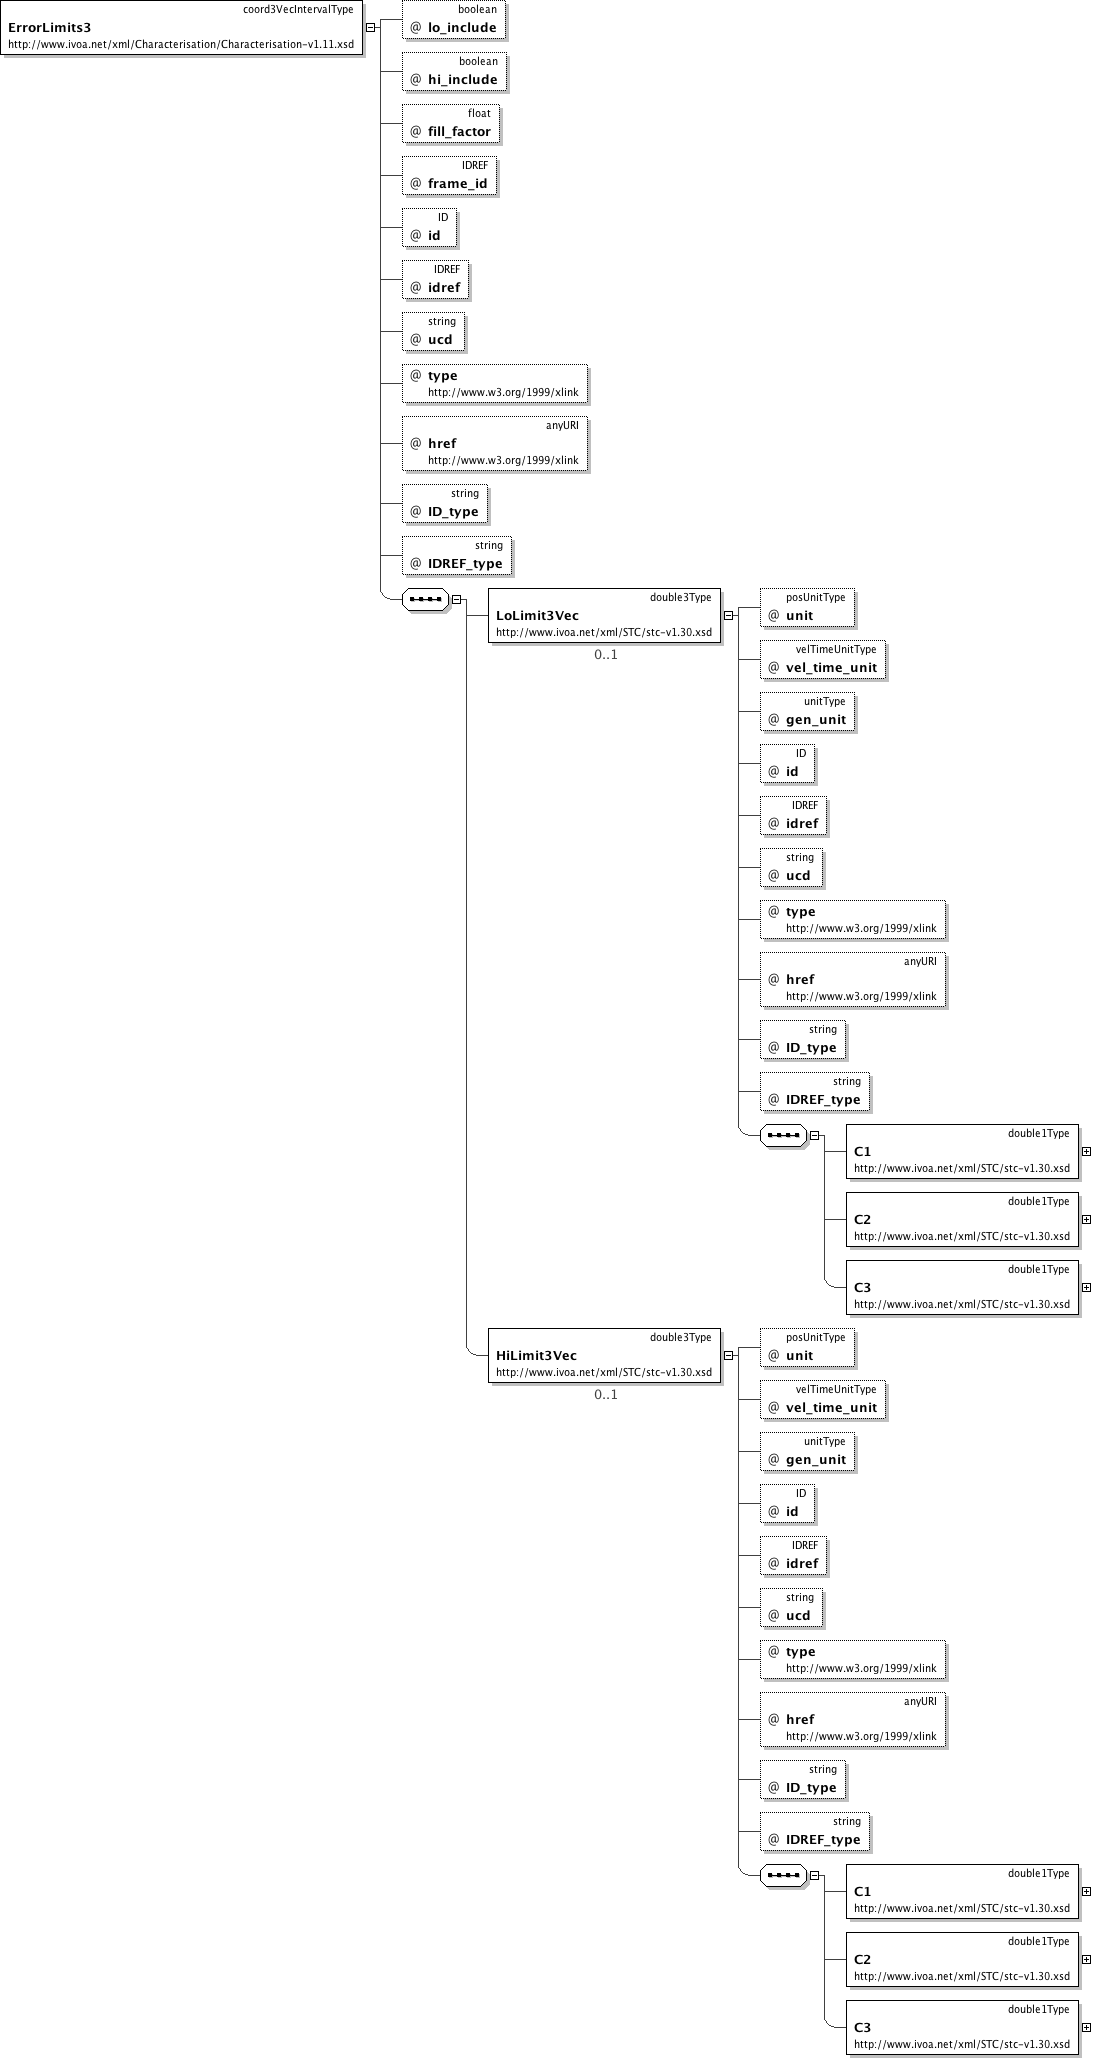 coord3VecIntervalType
ErrorLimits3
http://www.ivoa.net/xml/Characterisation/Characterisation-v1.11.xsd
boolean
@ lo_include
boolean
@ hi_include
float
@ fill_factor
IDREF
@ frame_id
ID
@ id
IDREF
@ idref
string
@ ucd
@ type
http://www.w3.org/1999/xlink
anyURI
@ href
http://www.w3.org/1999/xlink
string
@ ID_type
string
@ IDREF_type
double3Type
LoLimit3Vec
http://www.ivoa.net/xml/STC/stc-v1.30.xsd
0..1
posUnitType
@ unit
velTimeUnitType
@ vel_time_unit
unitType
@ gen_unit
ID
@ id
IDREF
@ idref
string
@ ucd
@ type
http://www.w3.org/1999/xlink
anyURI
@ href
http://www.w3.org/1999/xlink
string
@ ID_type
string
@ IDREF_type
double1Type
C1
http://www.ivoa.net/xml/STC/stc-v1.30.xsd
double1Type
C2
http://www.ivoa.net/xml/STC/stc-v1.30.xsd
double1Type
C3
http://www.ivoa.net/xml/STC/stc-v1.30.xsd
double3Type
HiLimit3Vec
http://www.ivoa.net/xml/STC/stc-v1.30.xsd
0..1
posUnitType
@ unit
velTimeUnitType
@ vel_time_unit
unitType
@ gen_unit
ID
@ id
IDREF
@ idref
string
@ ucd
@ type
http://www.w3.org/1999/xlink
anyURI
@ href
http://www.w3.org/1999/xlink
string
@ ID_type
string
@ IDREF_type
double1Type
C1
http://www.ivoa.net/xml/STC/stc-v1.30.xsd
double1Type
C2
http://www.ivoa.net/xml/STC/stc-v1.30.xsd
double1Type
C3
http://www.ivoa.net/xml/STC/stc-v1.30.xsd